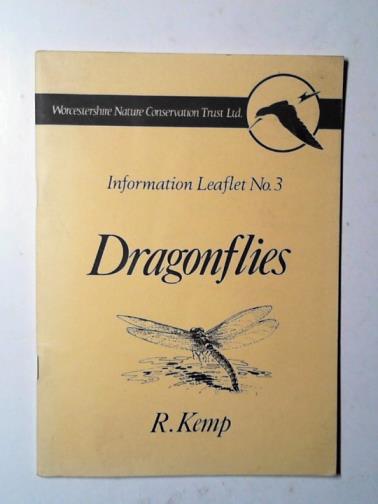 Worcestershire Nature Conservation Trust Ltd.
Information Leaflet No.3
Dragonflies
R.Kemp